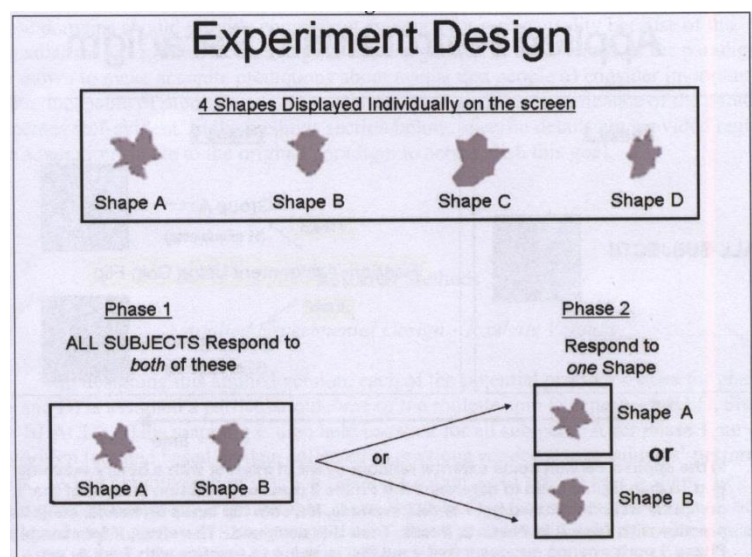 Experiment Design
4 Shapes Displayed Individually on the screen
Shape A
Shape B
Shape C
Shape D
Phase 1
ALL SUBJECTS Respond to
both of these
Shape A
Shape B
Phase 2
Respond to
one Shape
Shape A
or
Shape B